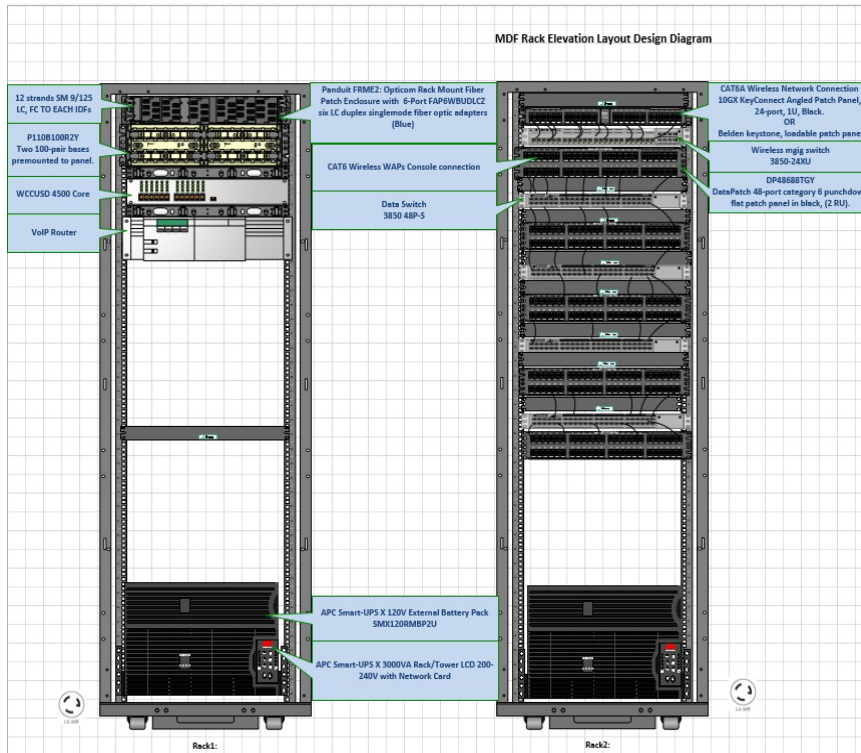 MDF Rack Elevation Layout Design Diagram
12 strands SM 9/125
LC, FC TO EACH IDFs
P110B100R2Y
Two 100-pair bases
premounted to panel.
WCCUSD 4500 Core
VoIP Router
Panduit FRME2: Opticom Rack Mount Fiber
Patch Enclosure with 6-Port FAP6WBUDLCZ
six LC duplex singlemode fiber optic adapters
(Blue)
CAT6 Wireless WAPs Console connection
Data Switch
3850 48P-S
CAT6A Wireless Network Connection
10GX KeyConnect Angled Patch Panel,
24-port, 1U, Black.
OR
Belden keystone, loadable patch pane
Wireless mgig switch
3850-24XU
DP48688TGY
DataPatch 48-port category 6 punchdow
flat patch panel in black, (2 RU).
APC Smart-UPS X 120V External Battery Pack
SMX120RMBP2U
APC Smart-UPS X 3000VA Rack/Tower LCD 200-
240V with Network Card
Rack1:
Rack2: